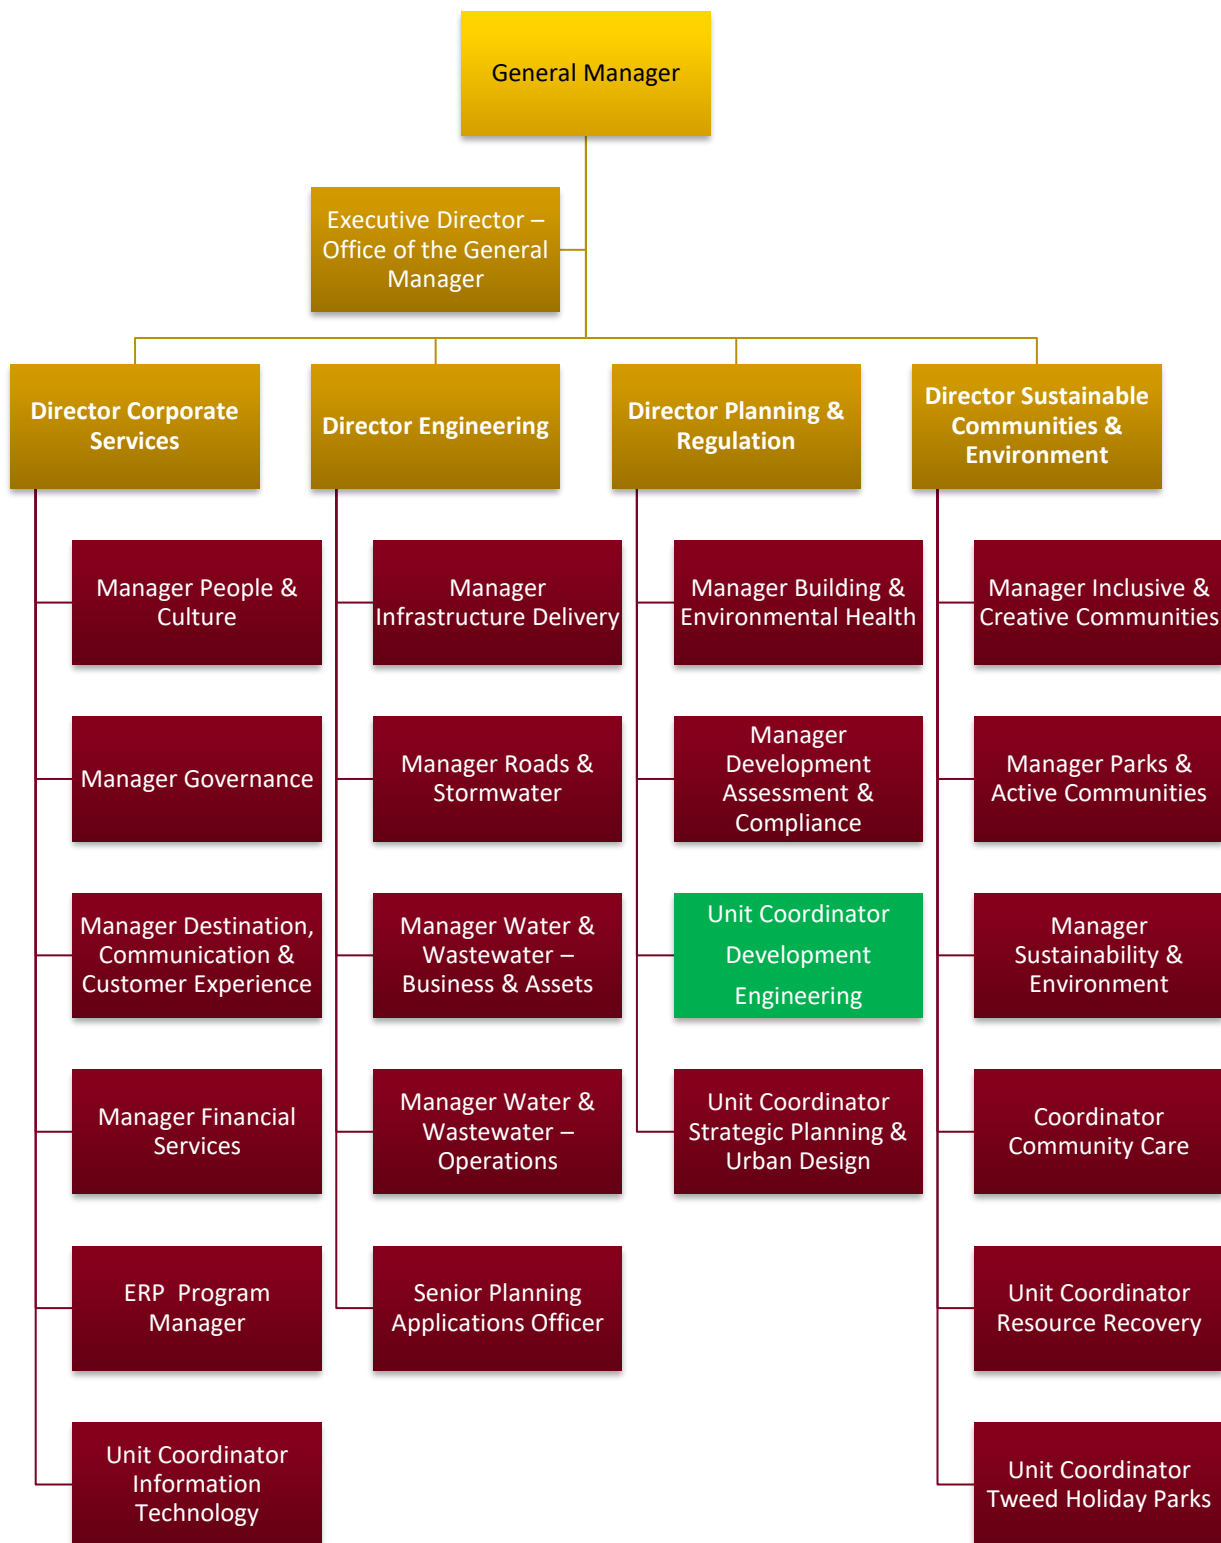 General Manager
Executive Director –
Office of the General
Manager
Director Corporate
Services
Director Engineering
Director Planning &
Regulation
Director Sustainable
Communities &
Environment
Manager People &
Culture
Manager
Infrastructure Delivery
Manager Building &
Environmental Health
Manager Inclusive &
Creative Communities
Manager Governance
Manager Roads &
Stormwater
Manager
Development
Assessment &
Compliance
Manager Parks &
Active Communities
Manager Destination,
Communication &
Customer Experience
Manager Water &
Wastewater –
Business & Assets
Unit Coordinator
Development
Engineering
Manager
Sustainability &
Environment
Manager Financial
Services
Manager Water &
Wastewater –
Operations
Unit Coordinator
Strategic Planning &
Urban Design
Coordinator
Community Care
ERP  Program
Manager
Senior Planning
Applications Officer
Unit Coordinator
Resource Recovery
Unit Coordinator
Information
Technology
Unit Coordinator
Tweed Holiday Parks